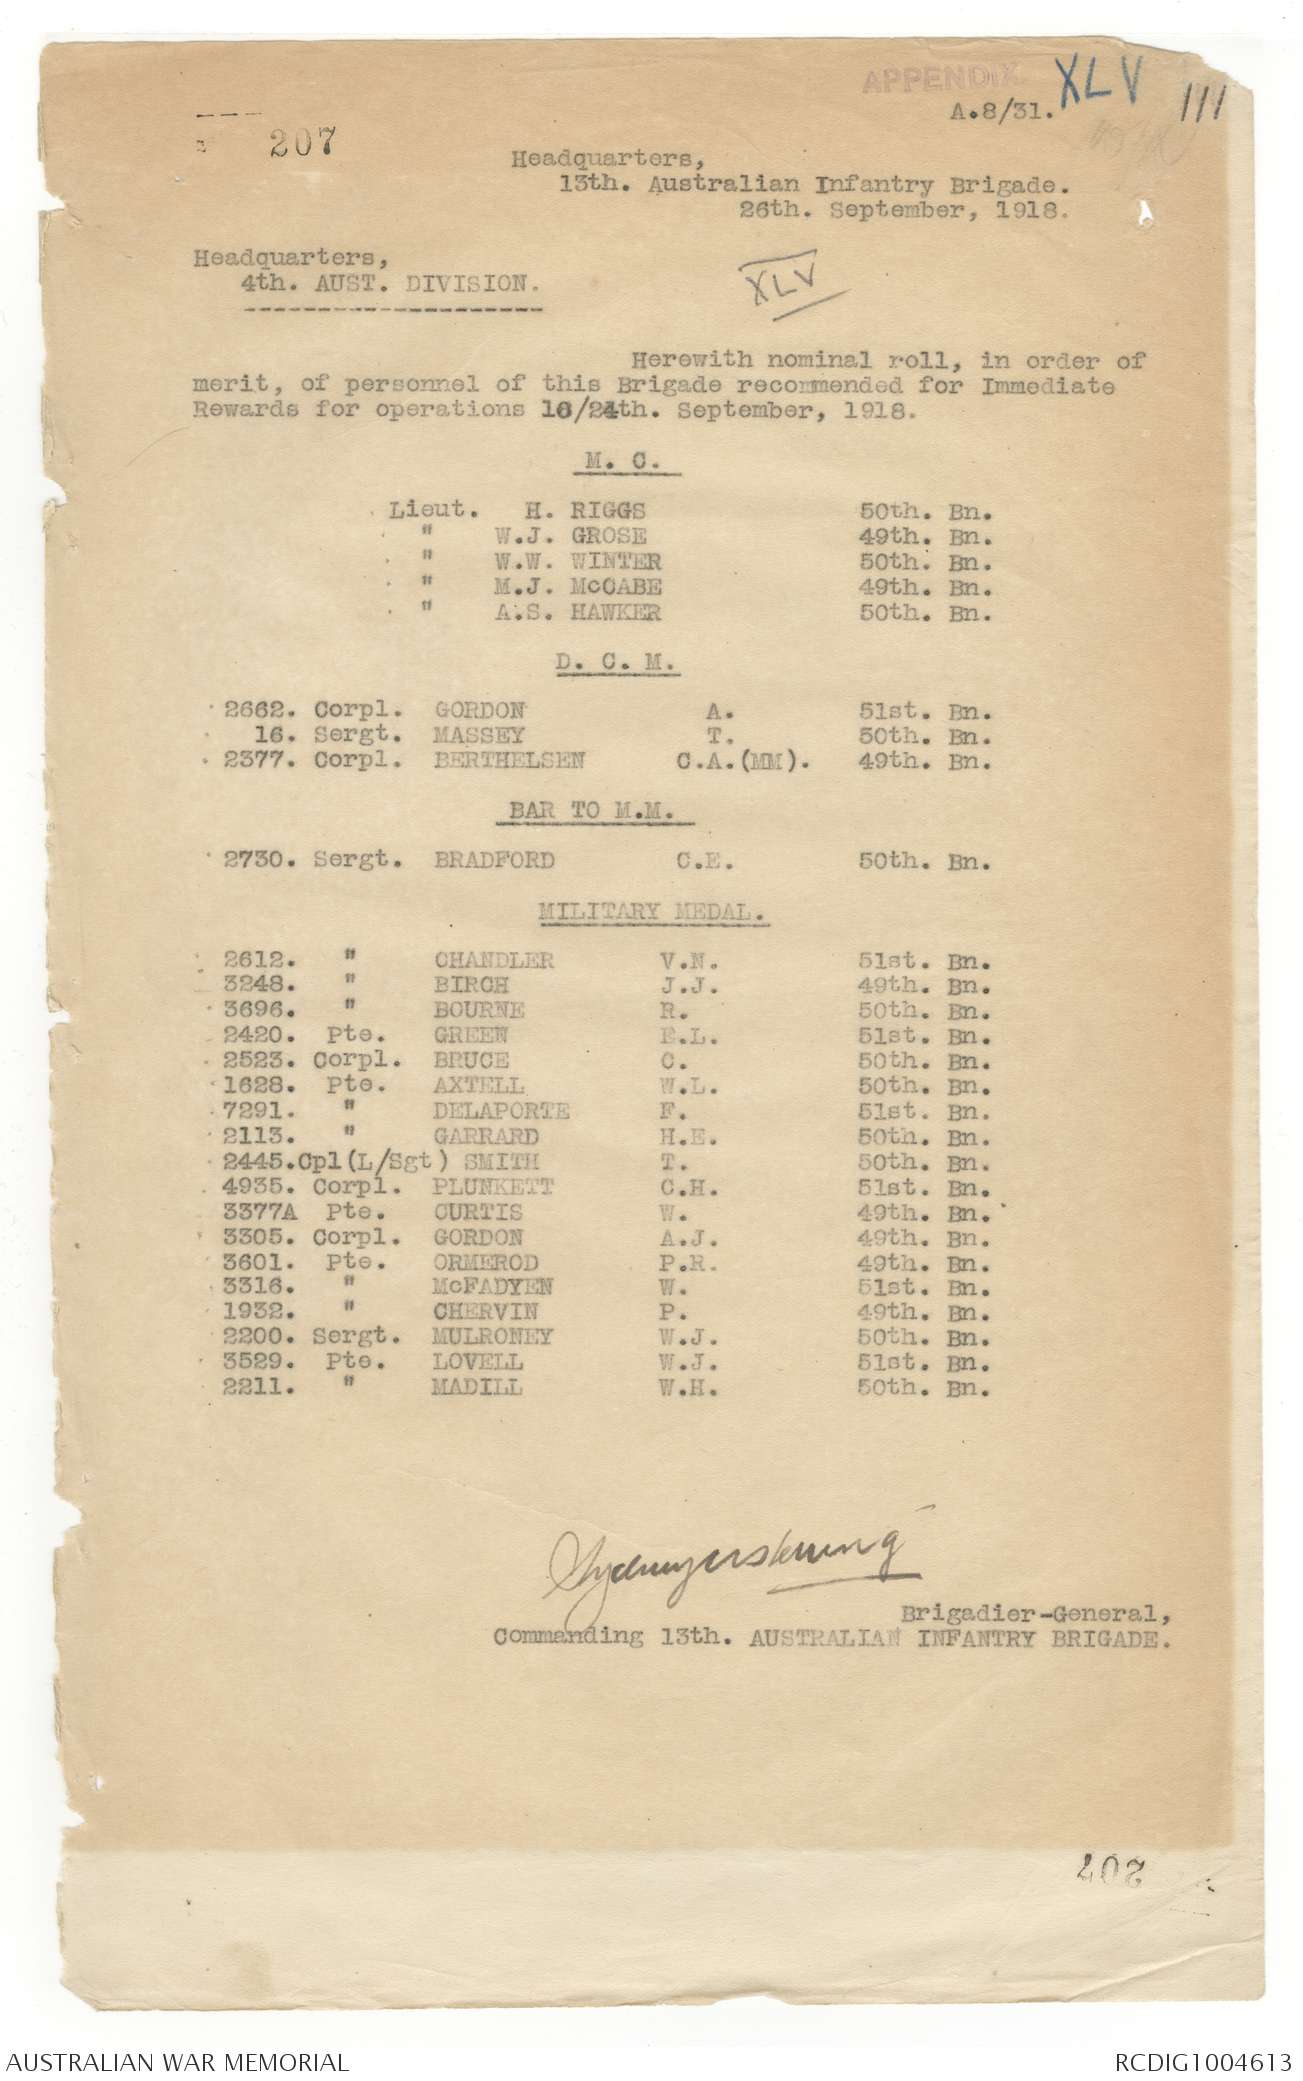 APPENDIX XLV 111
A.8/31.
207
Headquarters,
13th. Australian Infantry Brigade.
26th. September, 1918.
Headquarters,
4th. AUST. DIVISION.
XLV
Herewith nominal roll, in order of
merit, of personnel of this Brigade recommended for Immediate
Rewards for operations 16/24th. September, 1918.
M. C.
Lieut. H. RIGGS 50th. Bn.
" W.J. GROSE 49th. Bn.
" W.W. WINTER 50th. Bn.
" M.J. McCABE 49th. Bn.
" A.S. HAWKER 50th. Bn.
D. C. M.
2662. Corpl. GORDON A. 51st. Bn.
16. Sergt. MASSEY T. 50th. Bn.
2377. Corpl. BERTHELSEN C.A.(MM). 49th. Bn.
BAR TO M.M.
2730. Sergt. BRADFORD C.E. 50th. Bn.
MILITARY MEDAL.
2612. " CHANDLER V.N. 51st. Bn.
3248. " BIRCH J.J. 49th. Bn.
3696. " BOURNE R. 50th. Bn.
2420. Pte. GREEN E.L. 51st. Bn.
2523. Corpl. BRUCE C. 50th. Bn.
1628. Pte. AXTELL W.L. 50th. Bn.
7291. " DELAPORTE F. 51st. Bn.
2113. " GARRARD H.E. 50th. Bn.
2445.Cpl(L/Sgt) SMITH T. 50th. Bn.
4935. Corpl. PLUNKETT C.H. 51st. Bn.
3377A Pte. CURTIS W. 49th. Bn.
3305. Corpl. GORDON A.J. 49th. Bn.
3601. Pte. ORMEROD P.R. 49th. Bn.
3316. " McFADYEN W. 51st. Bn.
1932. " CHERVIN P. 49th. Bn.
2200. Sergt. MULRONEY W.J. 50th. Bn.
3529. Pte. LOVELL W.J. 51st. Bn.
2211. " MADILL W.H. 50th. Bn.
Brigadier-General,
Commanding 13th. AUSTRALIAN INFANTRY BRIGADE.
207
AUSTRALIAN WAR MEMORIAL RCDIG1004613